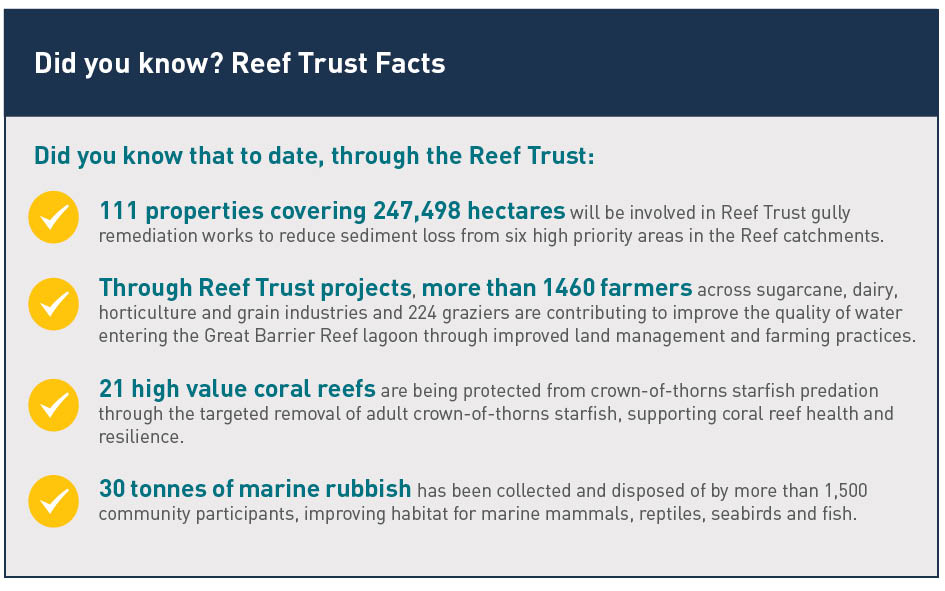 Did you know? Reef Trust Facts
Did you know that to date, through the Reef Trust:
111 properties covering 247,498 hectares will be involved in Reef Trust gully
remediation works to reduce sediment loss from six high priority areas in the Reef catchments.
Through Reef Trust projects, more than 1460 farmers across sugarcane, dairy,
horticulture and grain industries and 224 graziers are contributing to improve the quality of water
entering the Great Barrier Reef lagoon through improved land management and farming practices.
21 high value coral reefs are being protected from crown-of-thorns starfish predation
through the targeted removal of adult crown-of-thorns starfish, supporting coral reef health and
resilience.
30 tonnes of marine rubbish has been collected and disposed of by more than 1,500
community participants, improving habitat for marine mammals, reptiles, seabirds and fish.